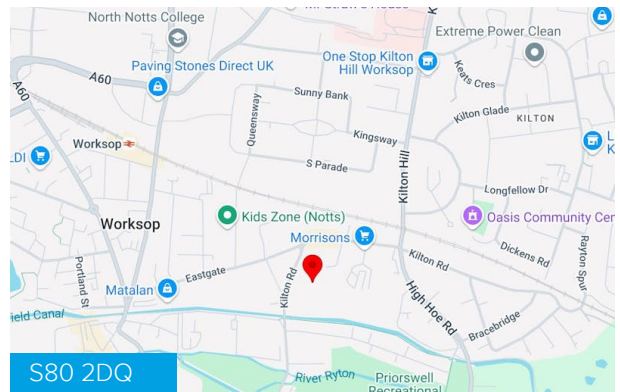 North Notts College
Extreme Power Clean
One Stop Kilton
Hill Worksop
A60
Paving Stones Direct UK
Keats Cres
A60
Sunny Bank
Kilton Glade
KILTON
Queensway
Kingsway
Worksop
S Parade
Kilton Hill
Longfellow Dr
Kids Zone (Notts)
Oasis Community Cen
Worksop
Morrisons
Kilton Rd
Dickens Rd
Rayton Spur
Portland St
Eastgate
Matalan
Kilton Rd
High Hoe Rd
Bracebridge
field Canal
S80 2DQ
River Ryton
Priorswell
Recreational